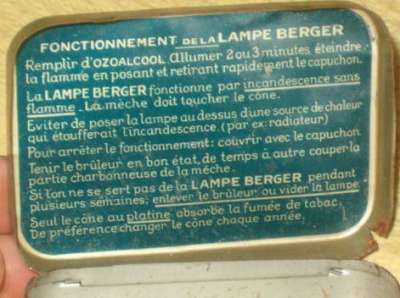 FONCTIONNEMENT DE LA LAMPE BERGER
Remplir d'OZOALCOOL Allumer 2 ou 3 minutes éteindre
la flamme en posant et retirant rapidement le capuchon.
La LAMPE BERGER fonctionne par incandescence sans
flamme - La mèche doit toucher le cône.
Eviter de poser la lampe au dessus d'une source de chaleur
qui étoufferait l'incandescence. (par ex: radiateur)
Pour arrêter le fonctionnement: couvrir avec le capuchon
Tenir le brûleur en bon état, de temps à autre couper la
partie charbonneuse de la mèche.
Si l'on ne se sert pas de la LAMPE BERGER pendant
plusieurs semaines; enlever le brûleur ou vider la lampe
Seul le cône au platine absorbe la fumée de tabac,
De préférence changer le cône chaque année.